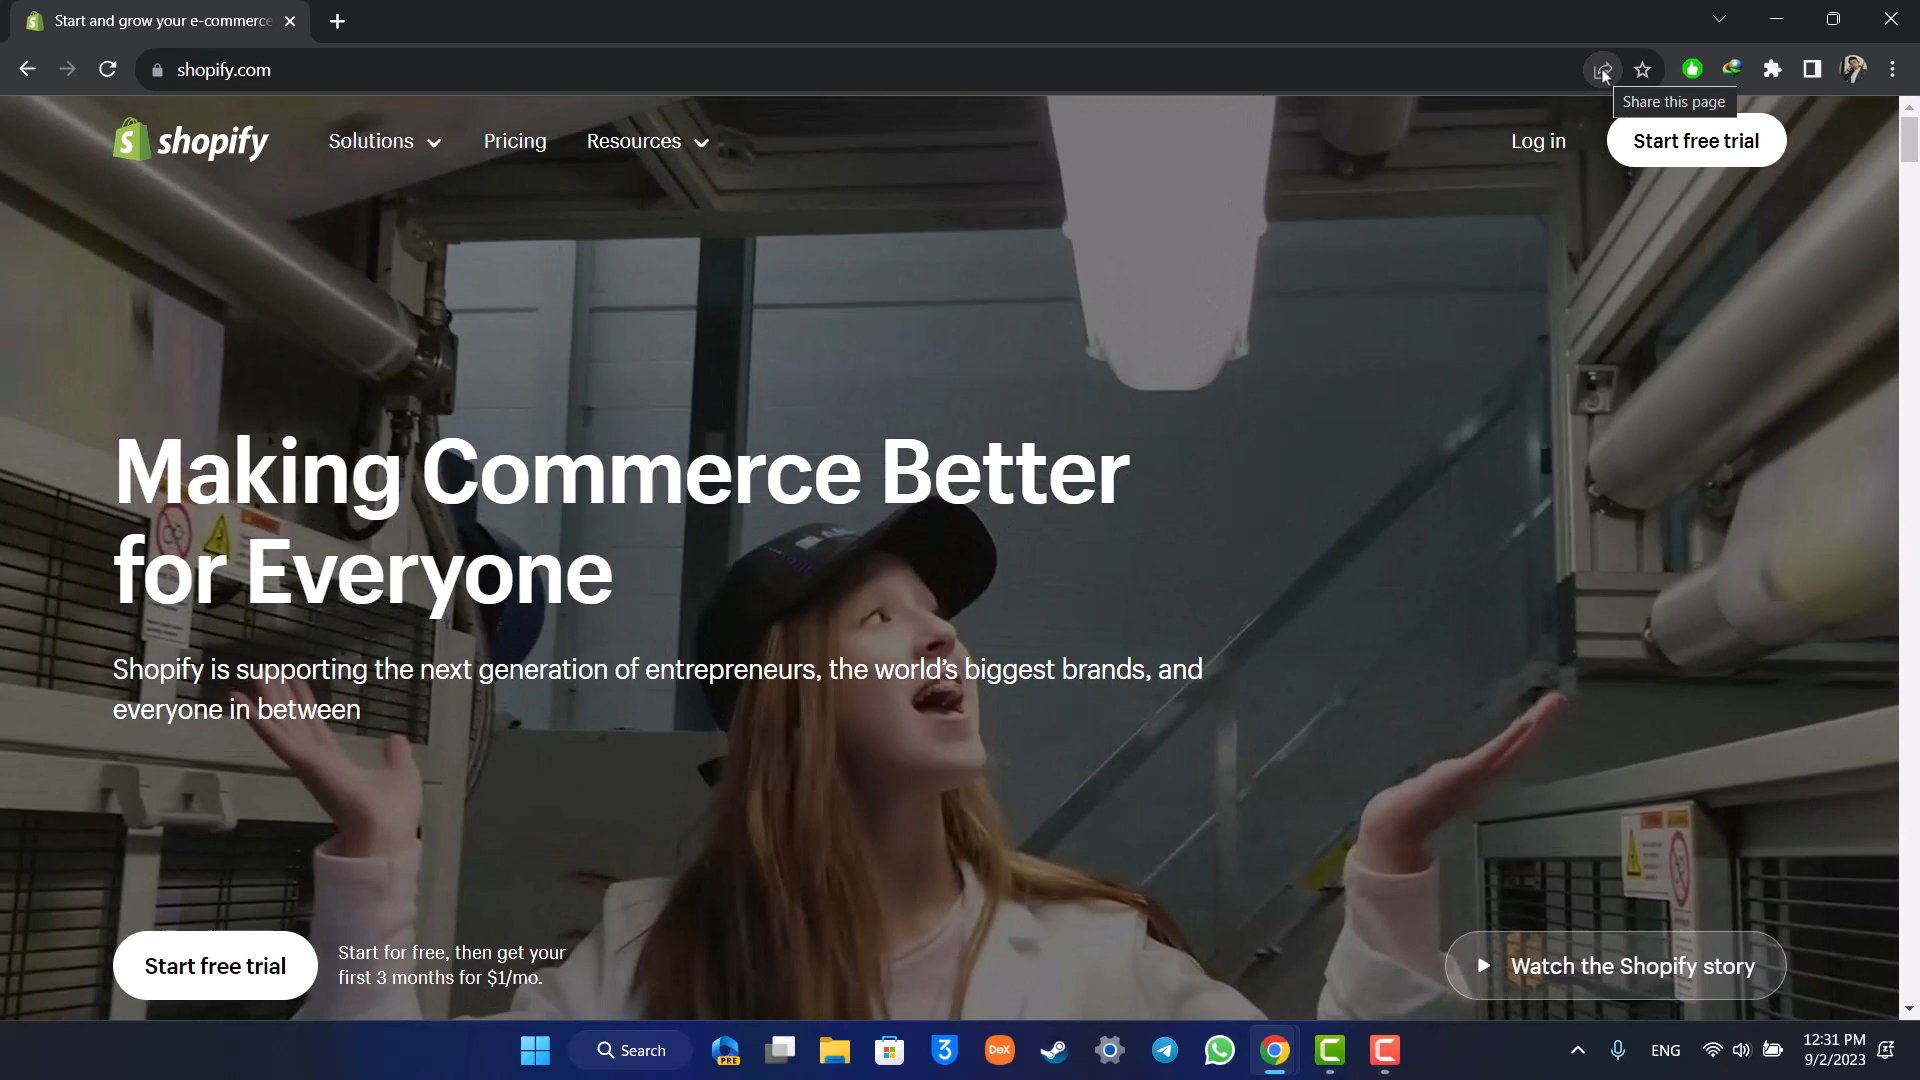 Start and grow your e-commerce
shopify.com
Share this page
shopify
Solutions
Pricing
Resources
Log in
Start free trial
Making Commerce Better
for Everyone
Shopify is supporting the next generation of entrepreneurs, the world's biggest brands, and
everyone in between
Start free trial
Start for free, then get your
first 3 months for $1/mo.
Watch the Shopify story
Search
PRE
DeX
ENG
12:31 PM
9/2/2023